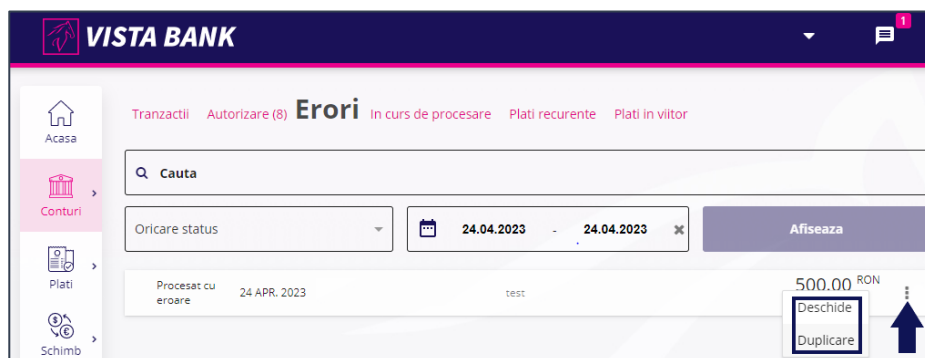 VISTA BANK
1
Acasa
Conturi
Plati
Schimb
Tranzactii Autorizare (8) Erori In curs de procesare Plati recurente Plati in viitor
Cauta
Oricare status 24.04.2023 - 24.04.2023 Afiseaza
Procesat cu
eroare
24 APR. 2023 test 500.00 RON
Deschide
Duplicare